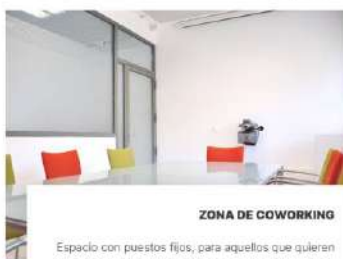 ZONA DE COWORKING
Espacio con puestos fijos, para aquellos que quieren